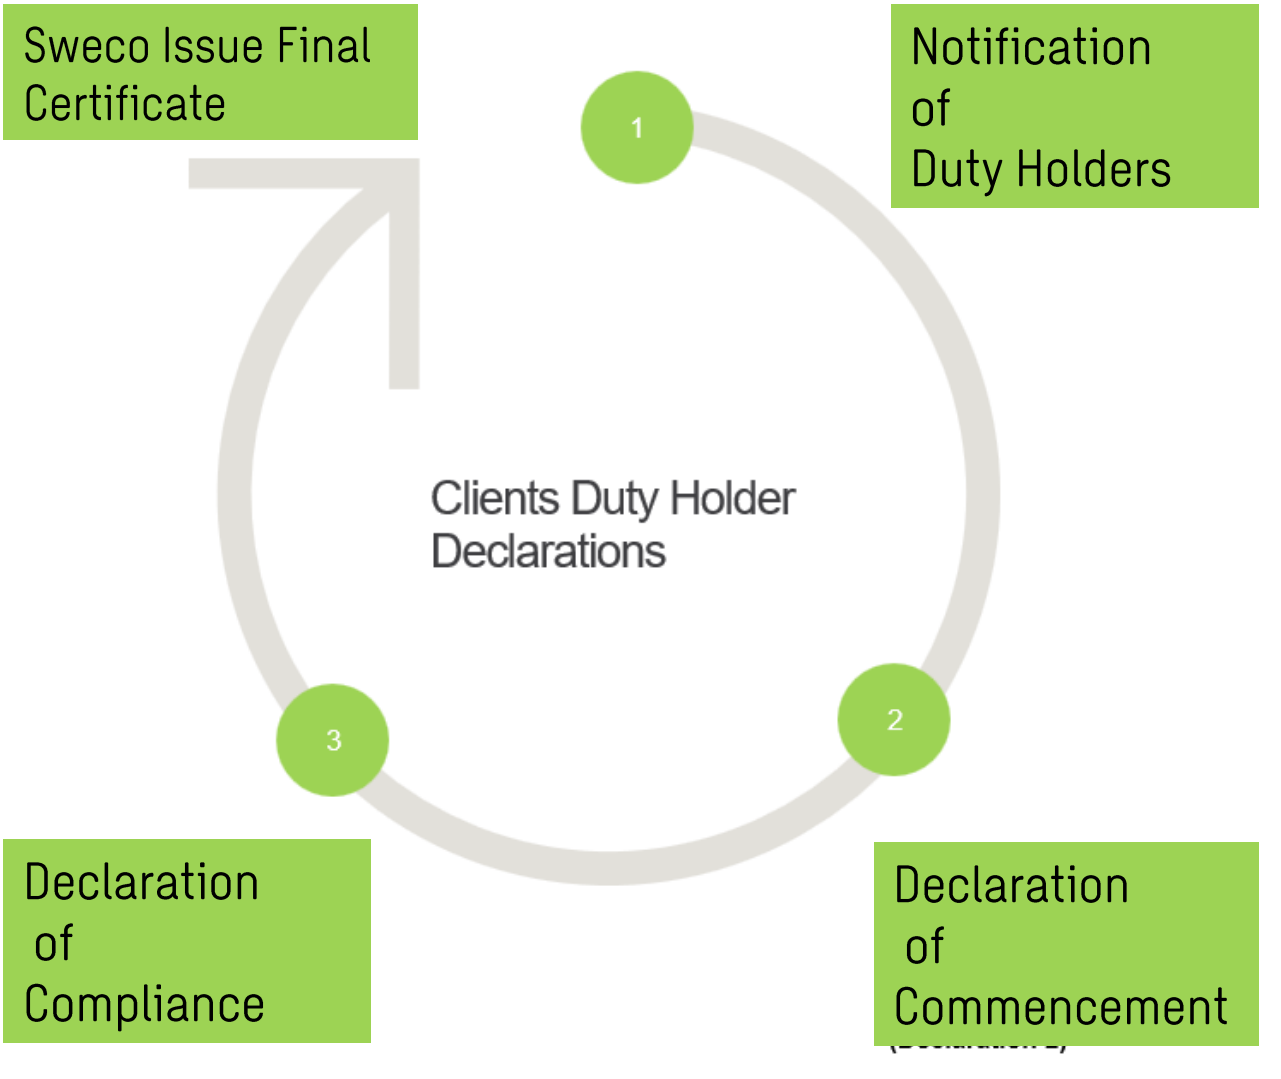 Sweco Issue Final
Certificate
1
Notification
of
Duty Holders
Clients Duty Holder
Declarations
2
3
Declaration
of
Compliance
Declaration
of
Commencement